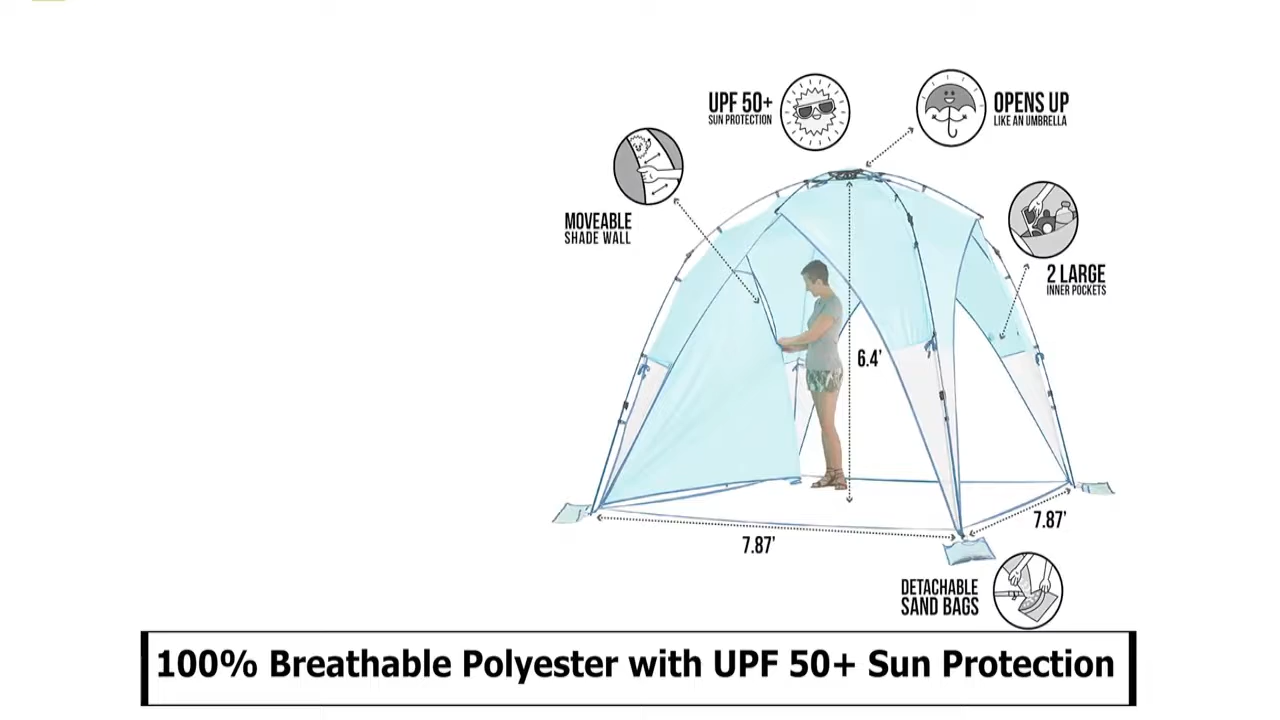 UPF 50+
SUN PROTECTION
OPENS UP
LIKE AN UMBRELLA
MOVEABLE
SHADE WALL
2 LARGE
INNER POCKETS
6.4'
7.87'
7.87'
DETACHABLE
SAND BAGS
100% Breathable Polyester with UPF 50+ Sun Protection